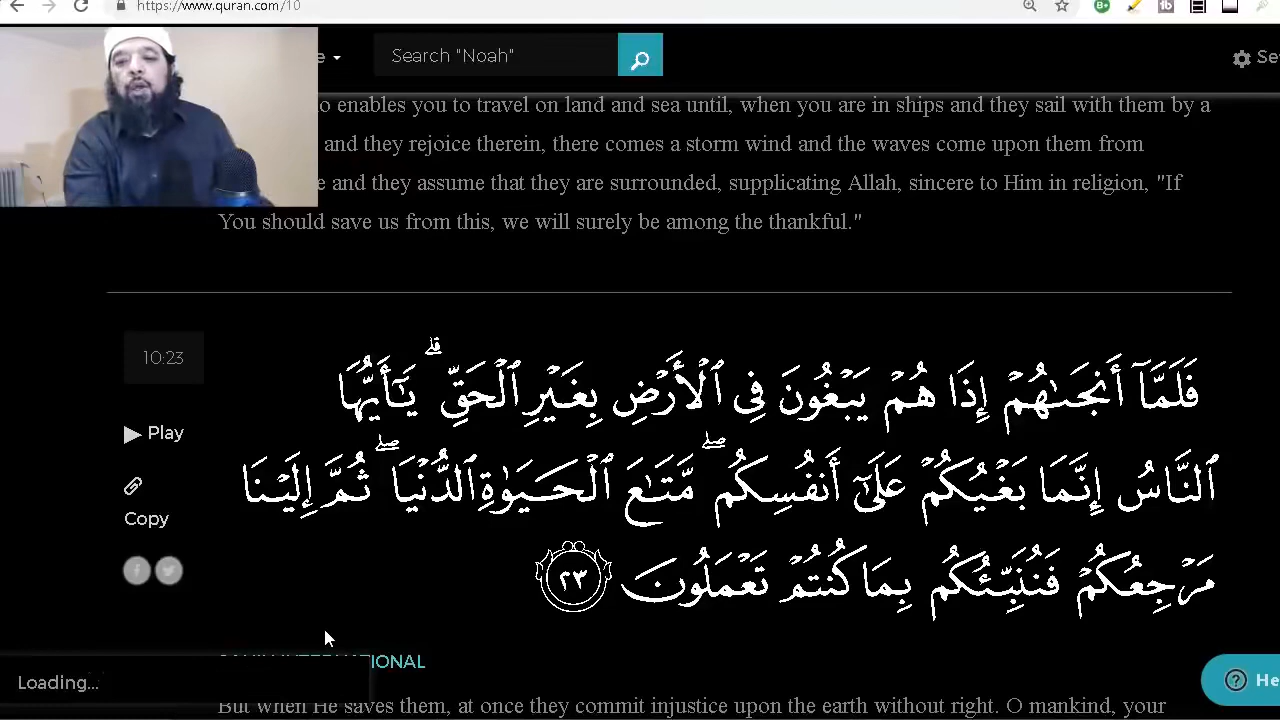 https://www.quran.com/10
Search "Noah"
enables you to travel on land and sea until, when you are in ships and they sail with them by a
and they rejoice therein, there comes a storm wind and the waves come upon them from
and they assume that they are surrounded, supplicating Allah, sincere to Him in religion, "If
You should save us from this, we will surely be among the thankful."
10:23
فَلَمَّآ أَنجَىٰهُمْ إِذَا هُمْ يَبْغُونَ فِى ٱلْأَرْضِ بِغَيْرِ ٱلْحَقِّ ۗ يَـٰٓأَيُّهَا
Play
ٱلنَّاسُ إِنَّمَا بَغْيُكُمْ عَلَىٰٓ أَنفُسِكُم ۖ مَّتَـٰعَ ٱلْحَيَوٰةِ ٱلدُّنْيَا ۖ ثُمَّ إِلَيْنَا
Copy
مَرْجِعُكُمْ فَنُنَبِّئُكُم بِمَا كُنتُمْ تَعْمَلُونَ ٢٣
Loading...
But when He saves them, at once they commit injustice upon the earth without right. O mankind, your